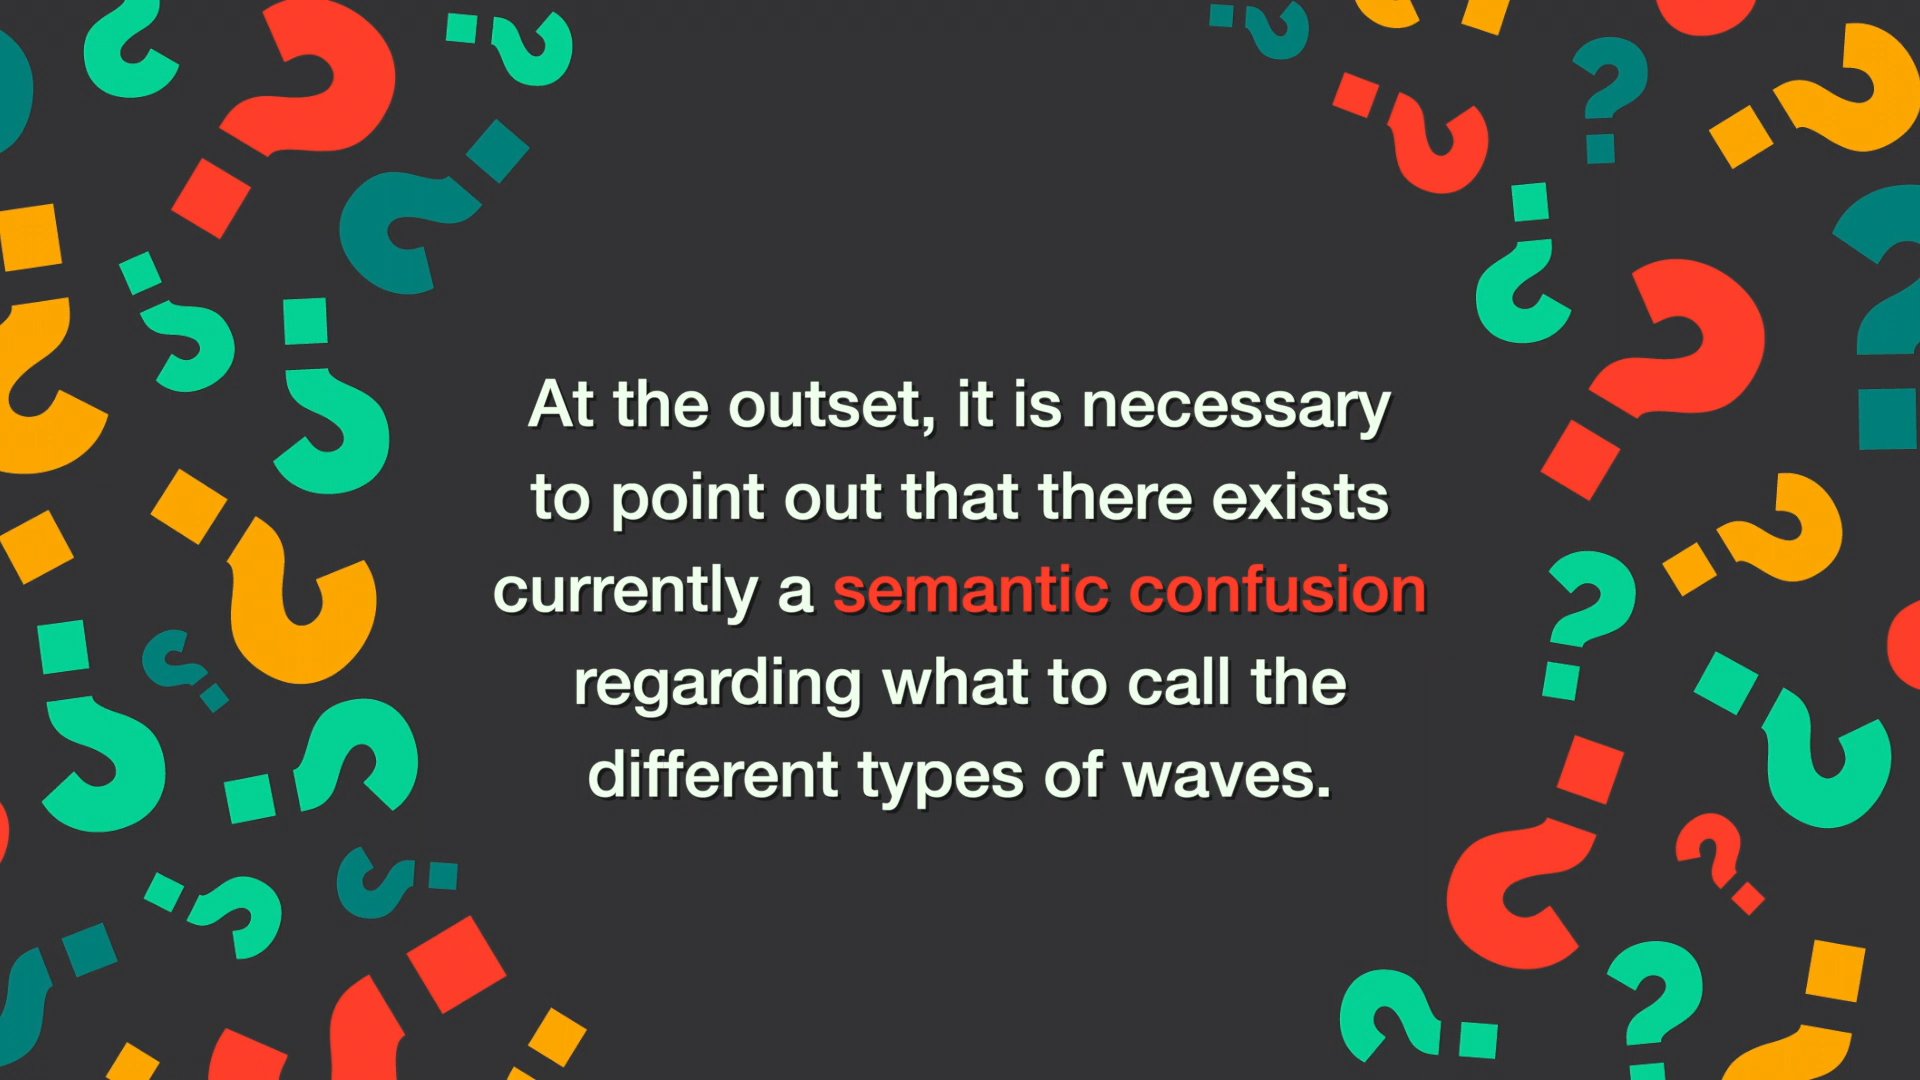 At the outset, it is necessary
to point out that there exists
currently a semantic confusion
regarding what to call the
different types of waves.